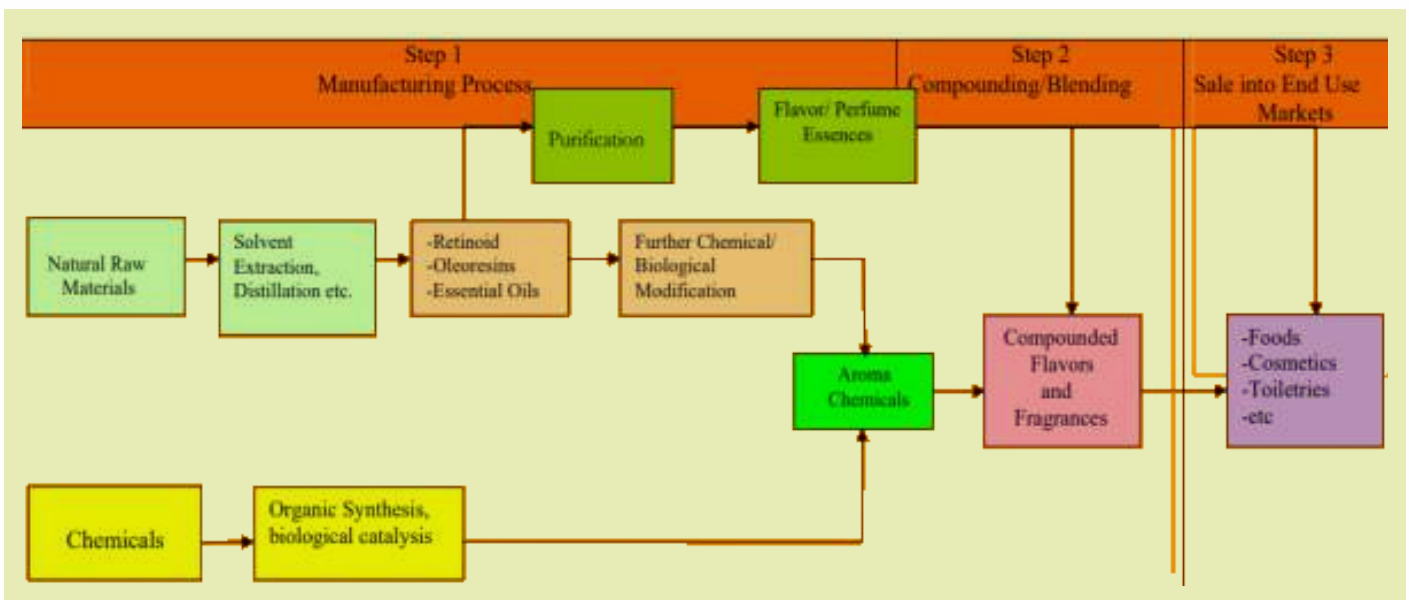 Step 1
Manufacturing Process
Step 2
Compounding/Blending
Step 3
Sale into End Use
Markets
Purification
Flavor/ Perfume
Essences
Natural Raw
Materials
Solvent
Extraction,
Distillation etc.
-Retinoid
-Oleoresins
-Essential Oils
Further Chemical/
Biological
Modification
Aroma
Chemicals
Compounded
Flavors
and
Fragrances
-Foods
-Cosmetics
-Toiletries
-etc
Chemicals
Organic Synthesis,
biological catalysis